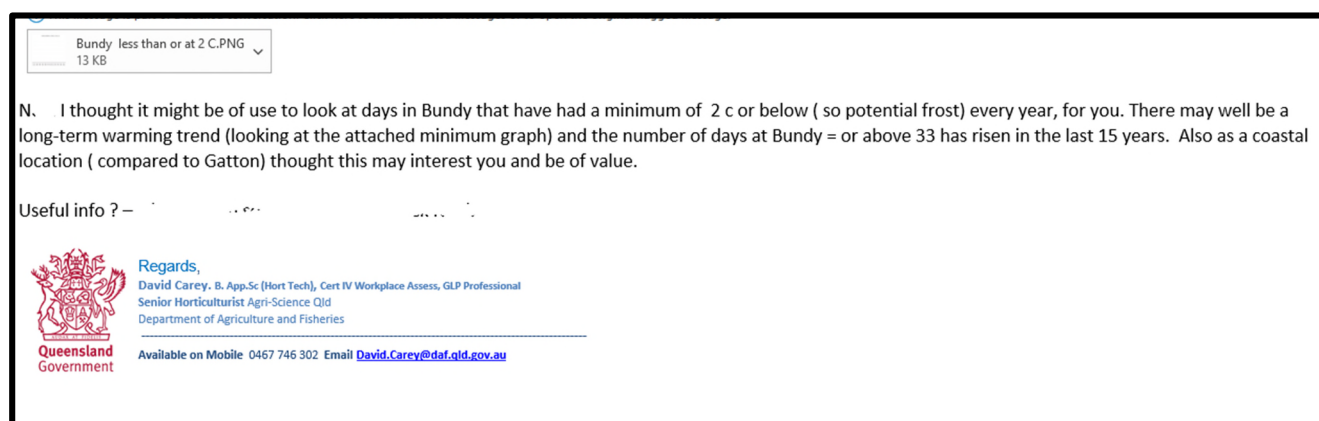 Bundy less than or at 2 C.PNG
13 KB
N. I thought it might be of use to look at days in Bundy that have had a minimum of 2 c or below ( so potential frost) every year, for you. There may well be a
long-term warming trend (looking at the attached minimum graph) and the number of days at Bundy = or above 33 has risen in the last 15 years. Also as a coastal
location ( compared to Gatton) thought this may interest you and be of value.
Useful info ? –
Regards,
David Carey. B. App.Sc (Hort Tech), Cert IV Workplace Assess, GLP Professional
Senior Horticulturist Agri-Science Qld
Department of Agriculture and Fisheries
Queensland
Government
Available on Mobile 0467 746 302 Email David.Carey@daf.qld.gov.au